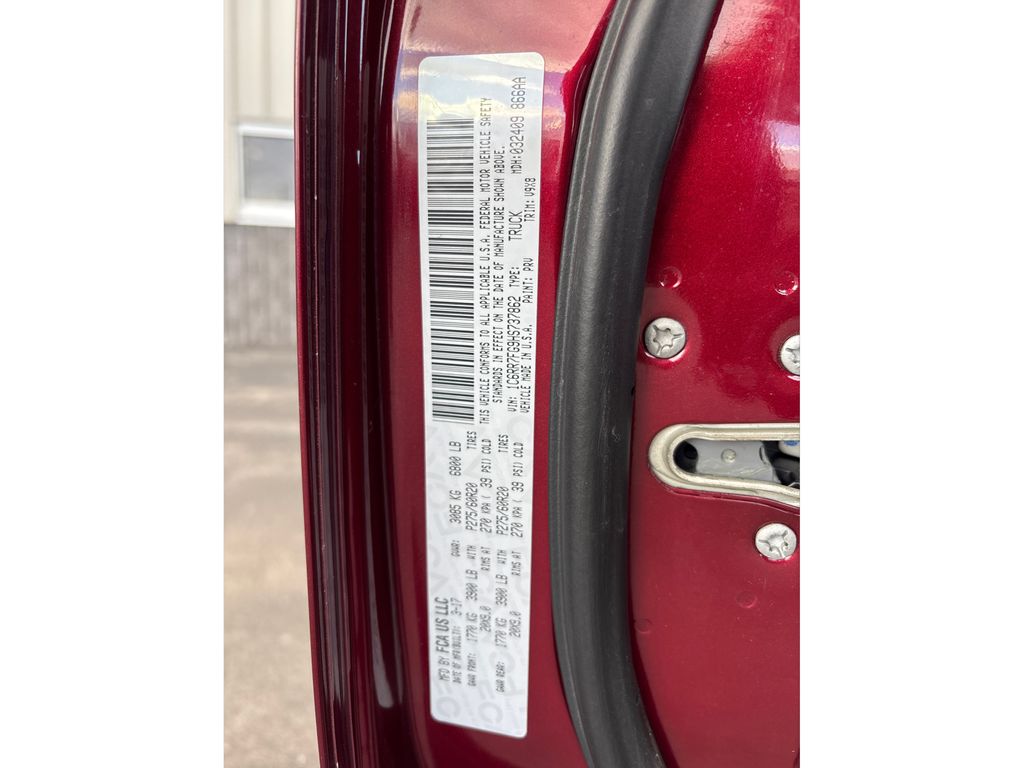 MFD BY FCA US LLC
DATE OF MFR(BUILT): 3-17 GVWR: 3085 KG 6800 LB
GAWR FRONT: 1770 KG 3900 LB WITH P275/60R20 TIRES
20X9.0 RIMS AT 270 KPA ( 39 PSI) COLD
GAWR REAR: 1770 KG 3900 LB WITH P275/60R20 TIRES
20X9.0 RIMS AT 270 KPA ( 39 PSI) COLD
THIS VEHICLE CONFORMS TO ALL APPLICABLE U.S.A. FEDERAL MOTOR VEHICLE SAFETY
STANDARDS IN EFFECT ON THE DATE OF MANUFACTURE SHOWN ABOVE.
VIN: 1C6RR7FG9HS737862 TYPE: TRUCK MDH:032409 866AA
VEHICLE MADE IN U.S.A. PAINT: PRV TRIM: V9X8